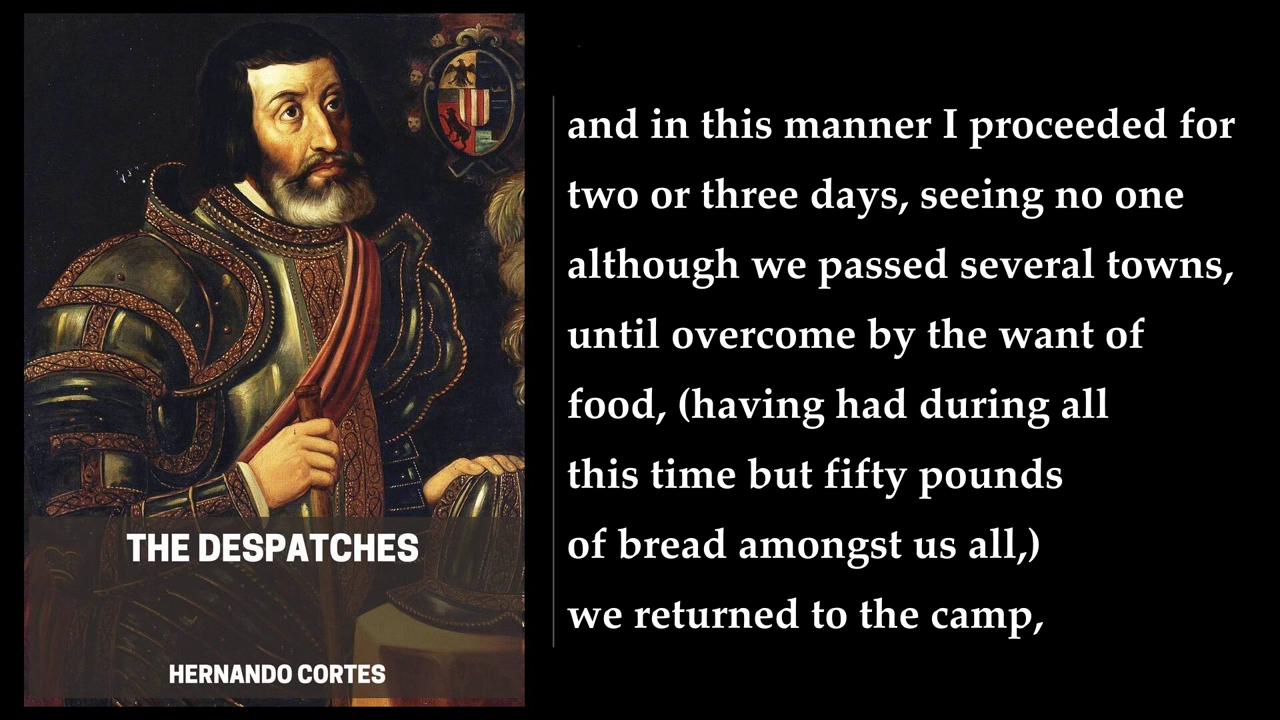 THE DESPATCHES
HERNANDO CORTES
and in this manner I proceeded for
two or three days, seeing no one
although we passed several towns,
until overcome by the want of
food, (having had during all
this time but fifty pounds
of bread amongst us all,)
we returned to the camp,